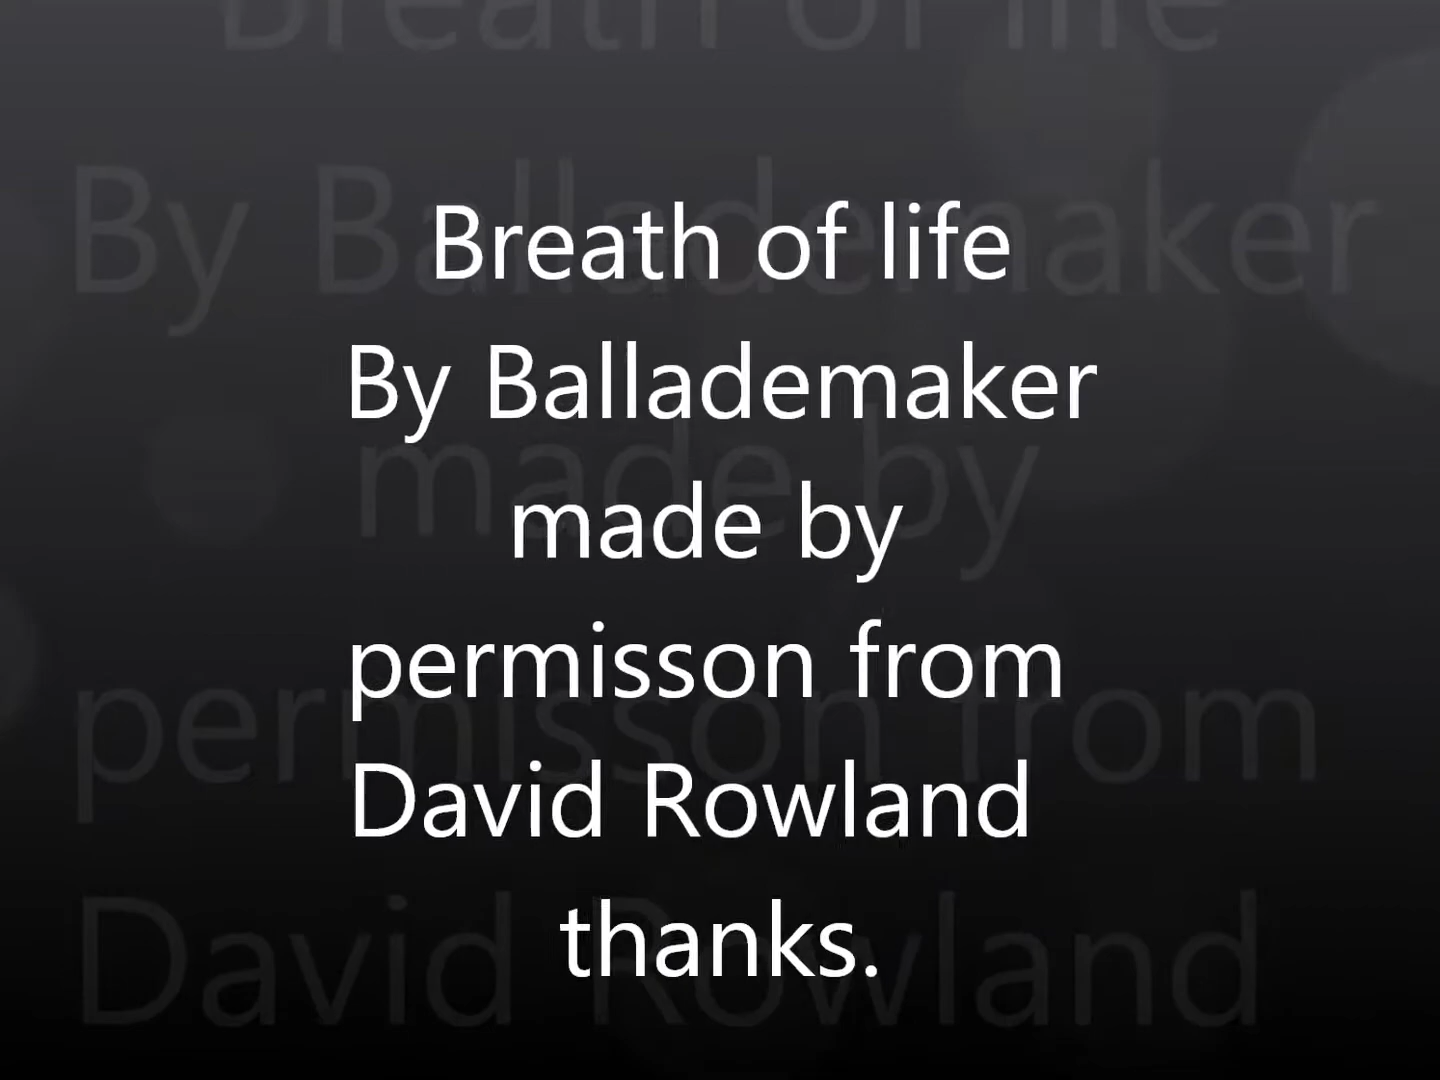 Breath of life
By Ballademaker
made by
permisson from
David Rowland
thanks.